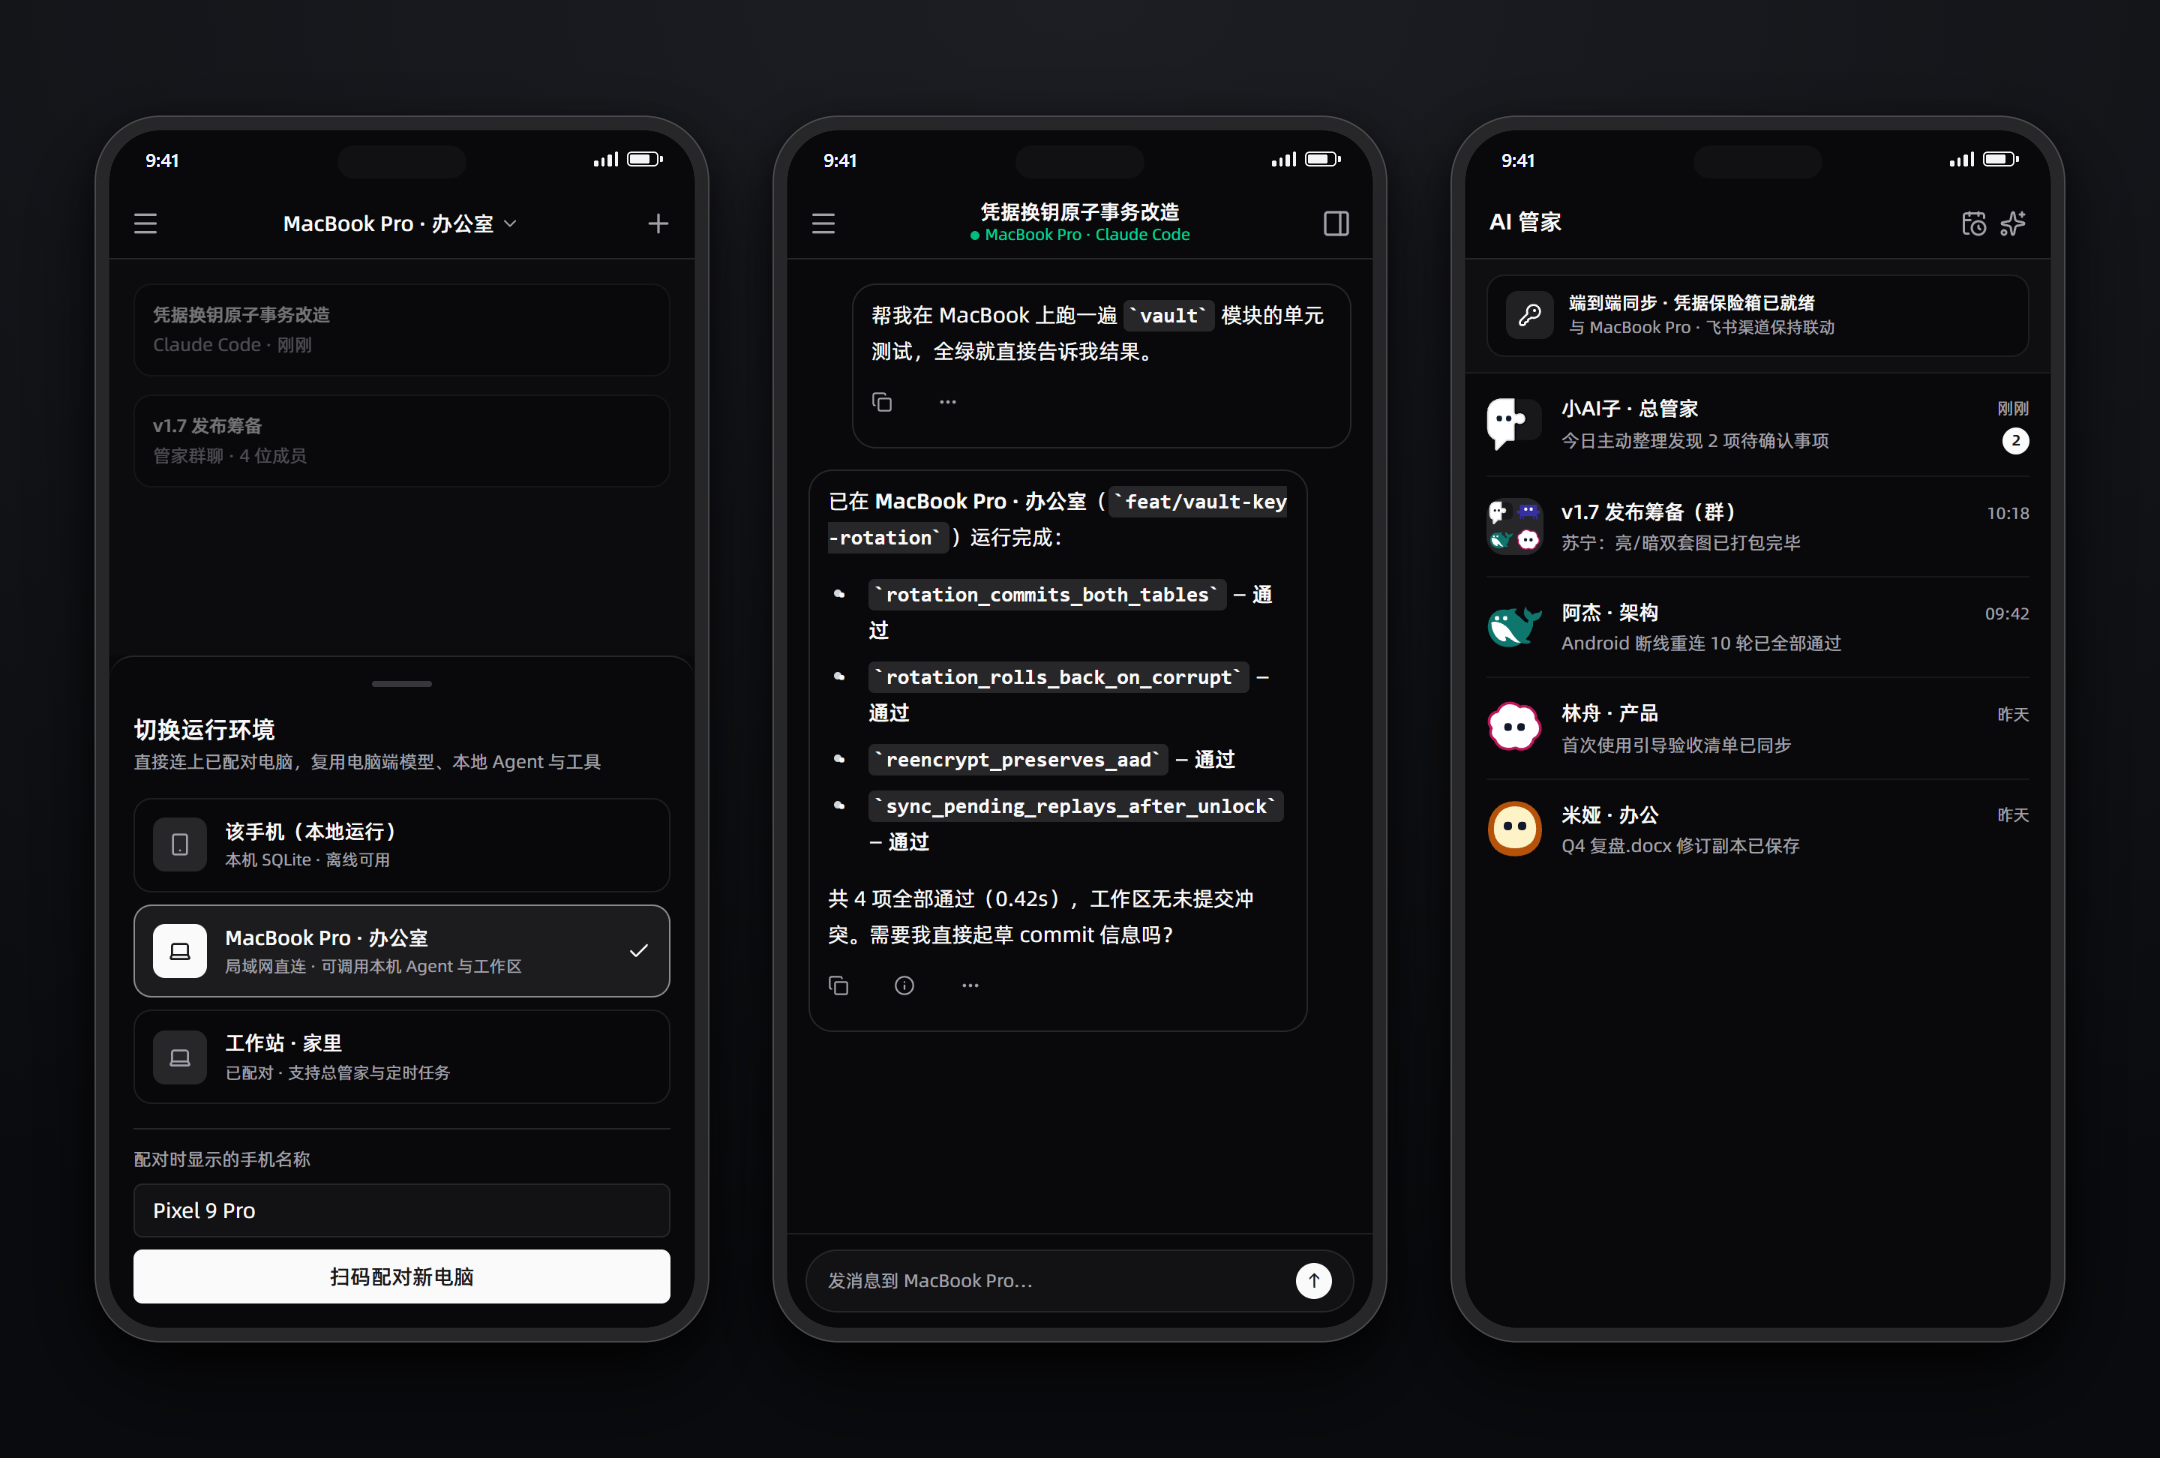 9:41
MacBook Pro · 办公室
凭据换钥原子事务改造
Claude Code · 刚刚
v1.7 发布筹备
管家群聊 · 4 位成员
切换运行环境
直接连上已配对电脑，复用电脑端模型、本地 Agent 与工具
该手机（本地运行）
本机 SQLite · 离线可用
MacBook Pro · 办公室
局域网直连 · 可调用本机 Agent 与工作区
工作站 · 家里
已配对 · 支持总管家与定时任务
配对时显示的手机名称
Pixel 9 Pro
扫码配对新电脑
9:41
凭据换钥原子事务改造
MacBook Pro · Claude Code
帮我在 MacBook 上跑一遍 `vault` 模块的单元
测试，全绿就直接告诉我结果。
已在 MacBook Pro · 办公室（`feat/vault-key
-rotation`）运行完成：
`rotation_commits_both_tables` — 通
过
`rotation_rolls_back_on_corrupt` —
通过
`reencrypt_preserves_aad` — 通过
`sync_pending_replays_after_unlock`
— 通过
共 4 项全部通过（0.42s），工作区无未提交冲
突。需要我直接起草 commit 信息吗？
发消息到 MacBook Pro...
9:41
AI 管家
端到端同步 · 凭据保险箱已就绪
与 MacBook Pro · 飞书渠道保持联动
小AI子 · 总管家
刚刚
今日主动整理发现 2 项待确认事项
2
v1.7 发布筹备（群）
10:18
苏宁：亮/暗双套图已打包完毕
阿杰 · 架构
09:42
Android 断线重连 10 轮已全部通过
林舟 · 产品
昨天
首次使用引导验收清单已同步
米娅 · 办公
昨天
Q4 复盘.docx 修订副本已保存